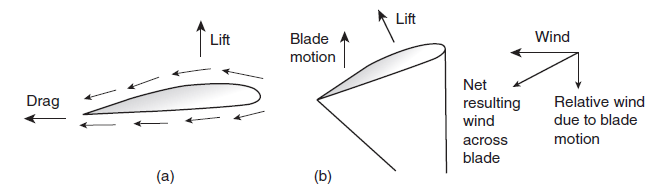 Lift
Drag
(a)
Blade
motion
Lift
(b)
Wind
Net
resulting
wind
across
blade
Relative wind
due to blade
motion